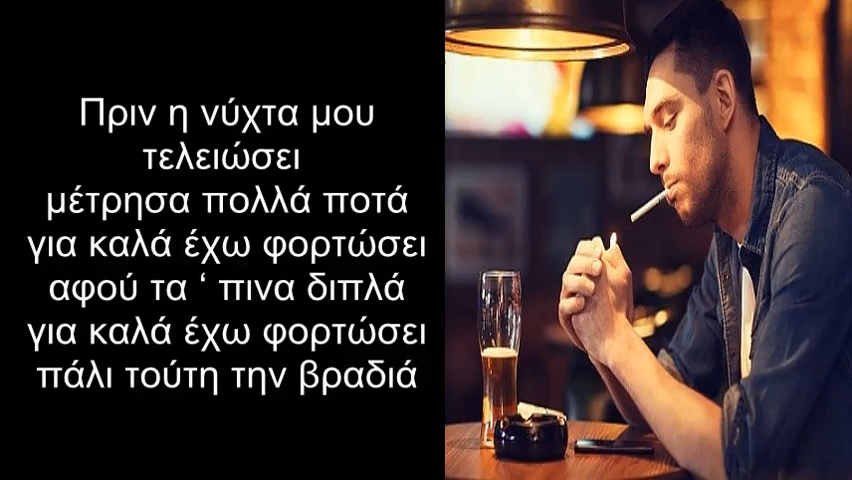 Πριν η νύχτα μου
τελειώσει
μέτρησα πολλά ποτά
για καλά έχω φορτώσει
αφού τα ‘ πινα διπλά
για καλά έχω φορτώσει
πάλι τούτη την βραδιά